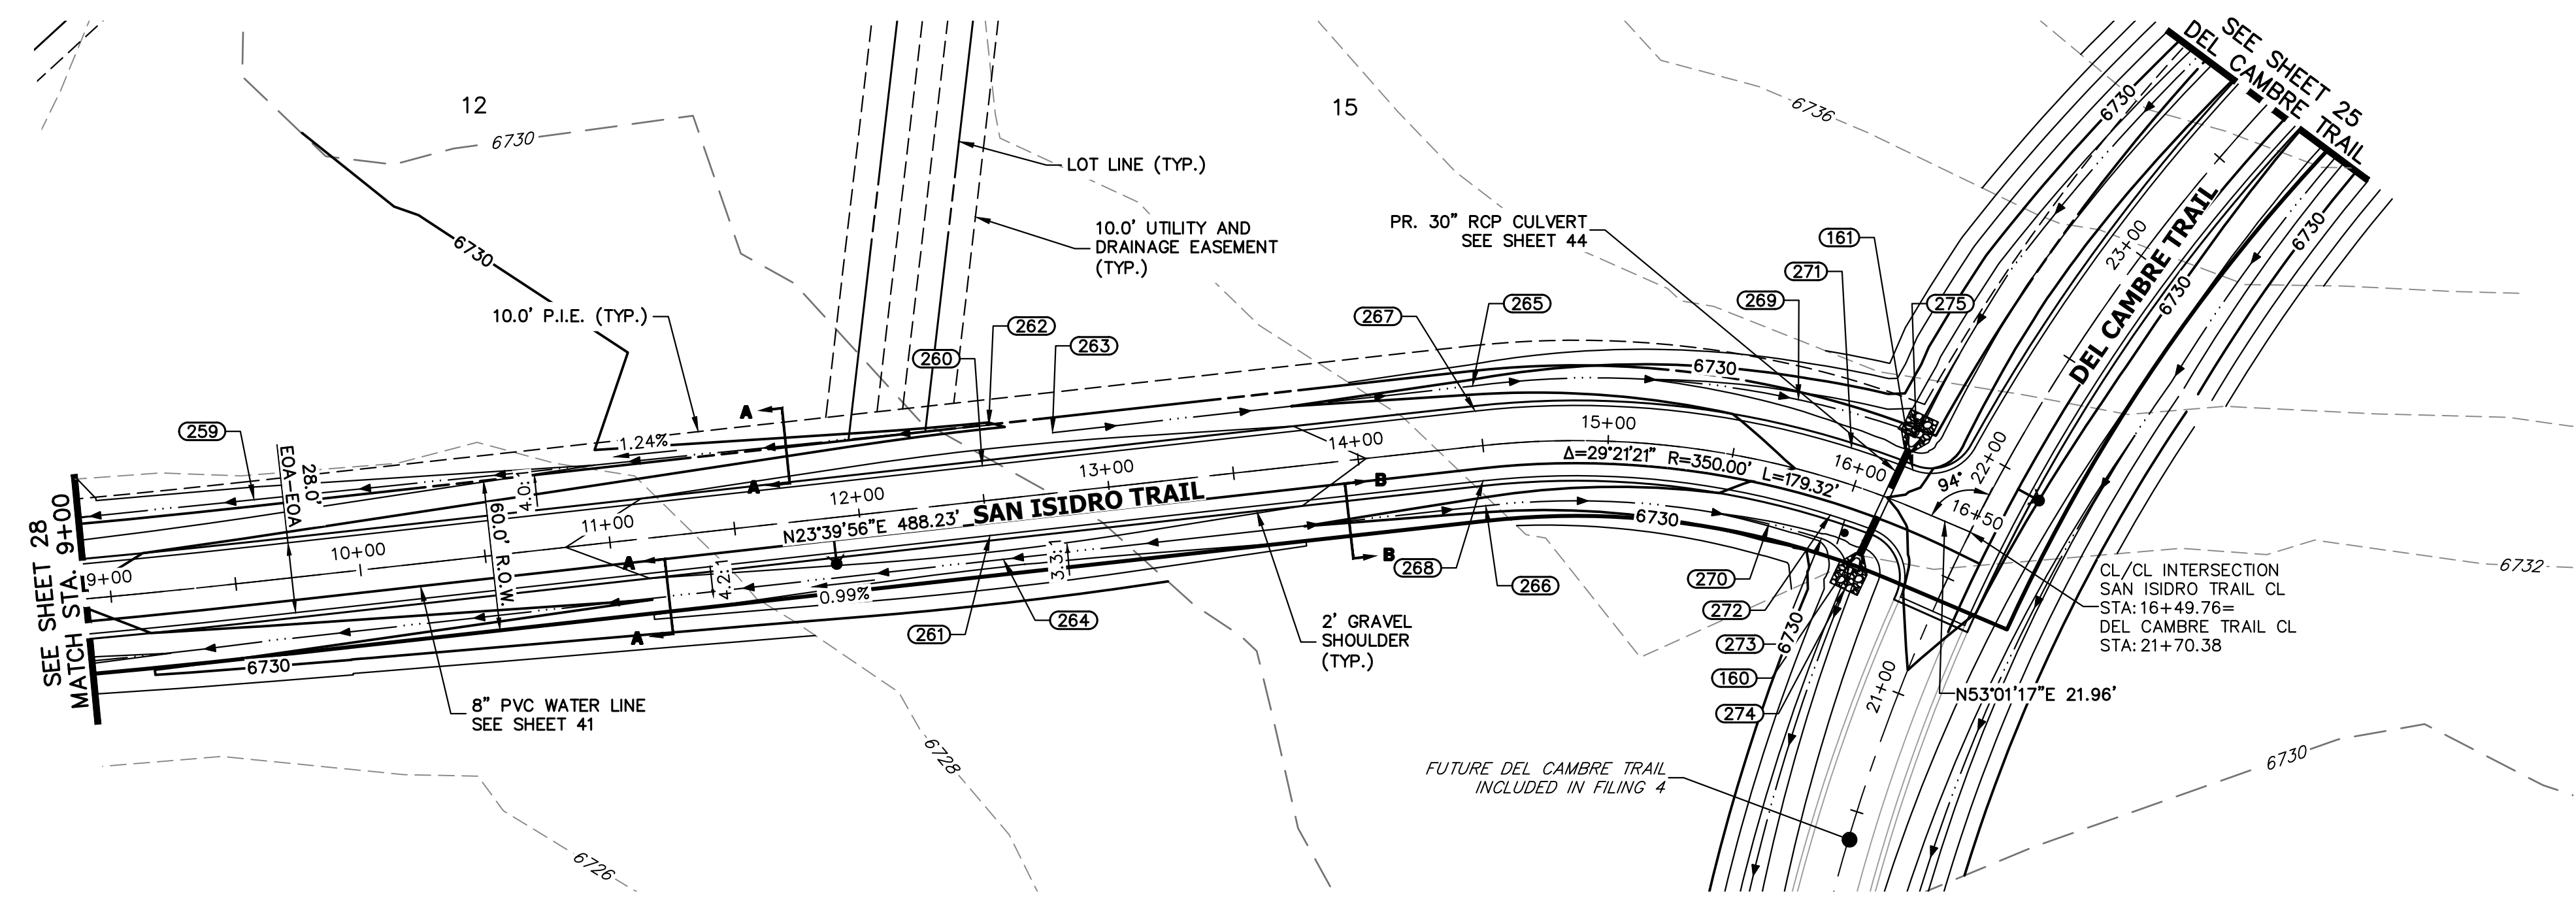 12
6730
6730
LOT LINE (TYP.)
10.0' UTILITY AND
DRAINAGE EASEMENT
(TYP.)
10.0' P.I.E. (TYP.)
15
6736
PR. 30" RCP CULVERT
SEE SHEET 44
SEE SHEET 25
DEL CAMBRE TRAIL
6730
6730
6730
DEL CAMBRE TRAIL
23+00
22+00
161
271
269
275
265
267
262
263
260
259
6730
A
A
1.24%
EOA-EOA
28.0'
60.0' R.O.W.
4.0:1
SEE SHEET 28
MATCH STA. 9+00
9+00
10+00
11+00
12+00
13+00
14+00
15+00
16+00
16+50
94°
Δ=29°21'21" R=350.00' L=179.32'
N23°39'56"E 488.23'
SAN ISIDRO TRAIL
B
B
A
A
4.2:1
3.3:1
0.99%
6730
6730
261
264
268
266
270
272
273
160
274
6730
2' GRAVEL
SHOULDER
(TYP.)
8" PVC WATER LINE
SEE SHEET 41
CL/CL INTERSECTION
SAN ISIDRO TRAIL CL
STA: 16+49.76=
DEL CAMBRE TRAIL CL
STA: 21+70.38
N53°01'17"E 21.96'
21+00
6732
6730
6728
6726
FUTURE DEL CAMBRE TRAIL
INCLUDED IN FILING 4